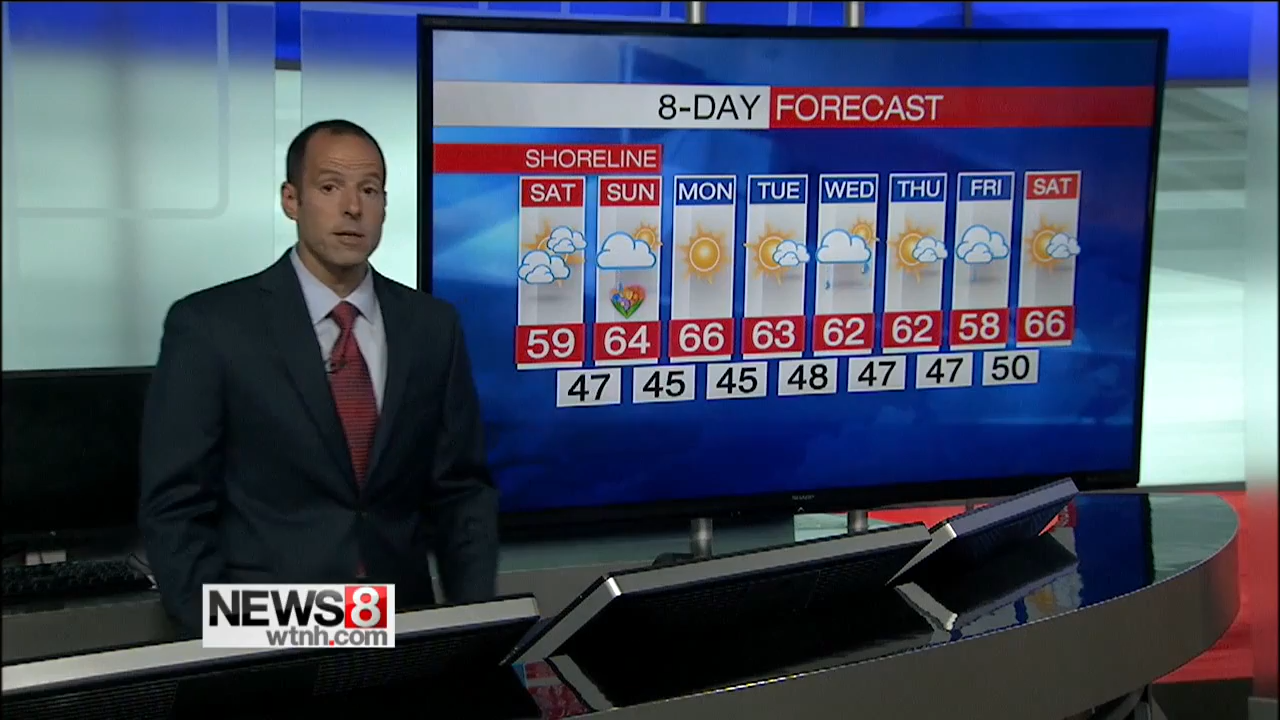 8-DAY FORECAST
SHORELINE
SAT SUN MON TUE WED THU FRI SAT
59 64 66 63 62 62 58 66
47 45 45 48 47 47 50
SHARP
NEWS8
wtnh.com